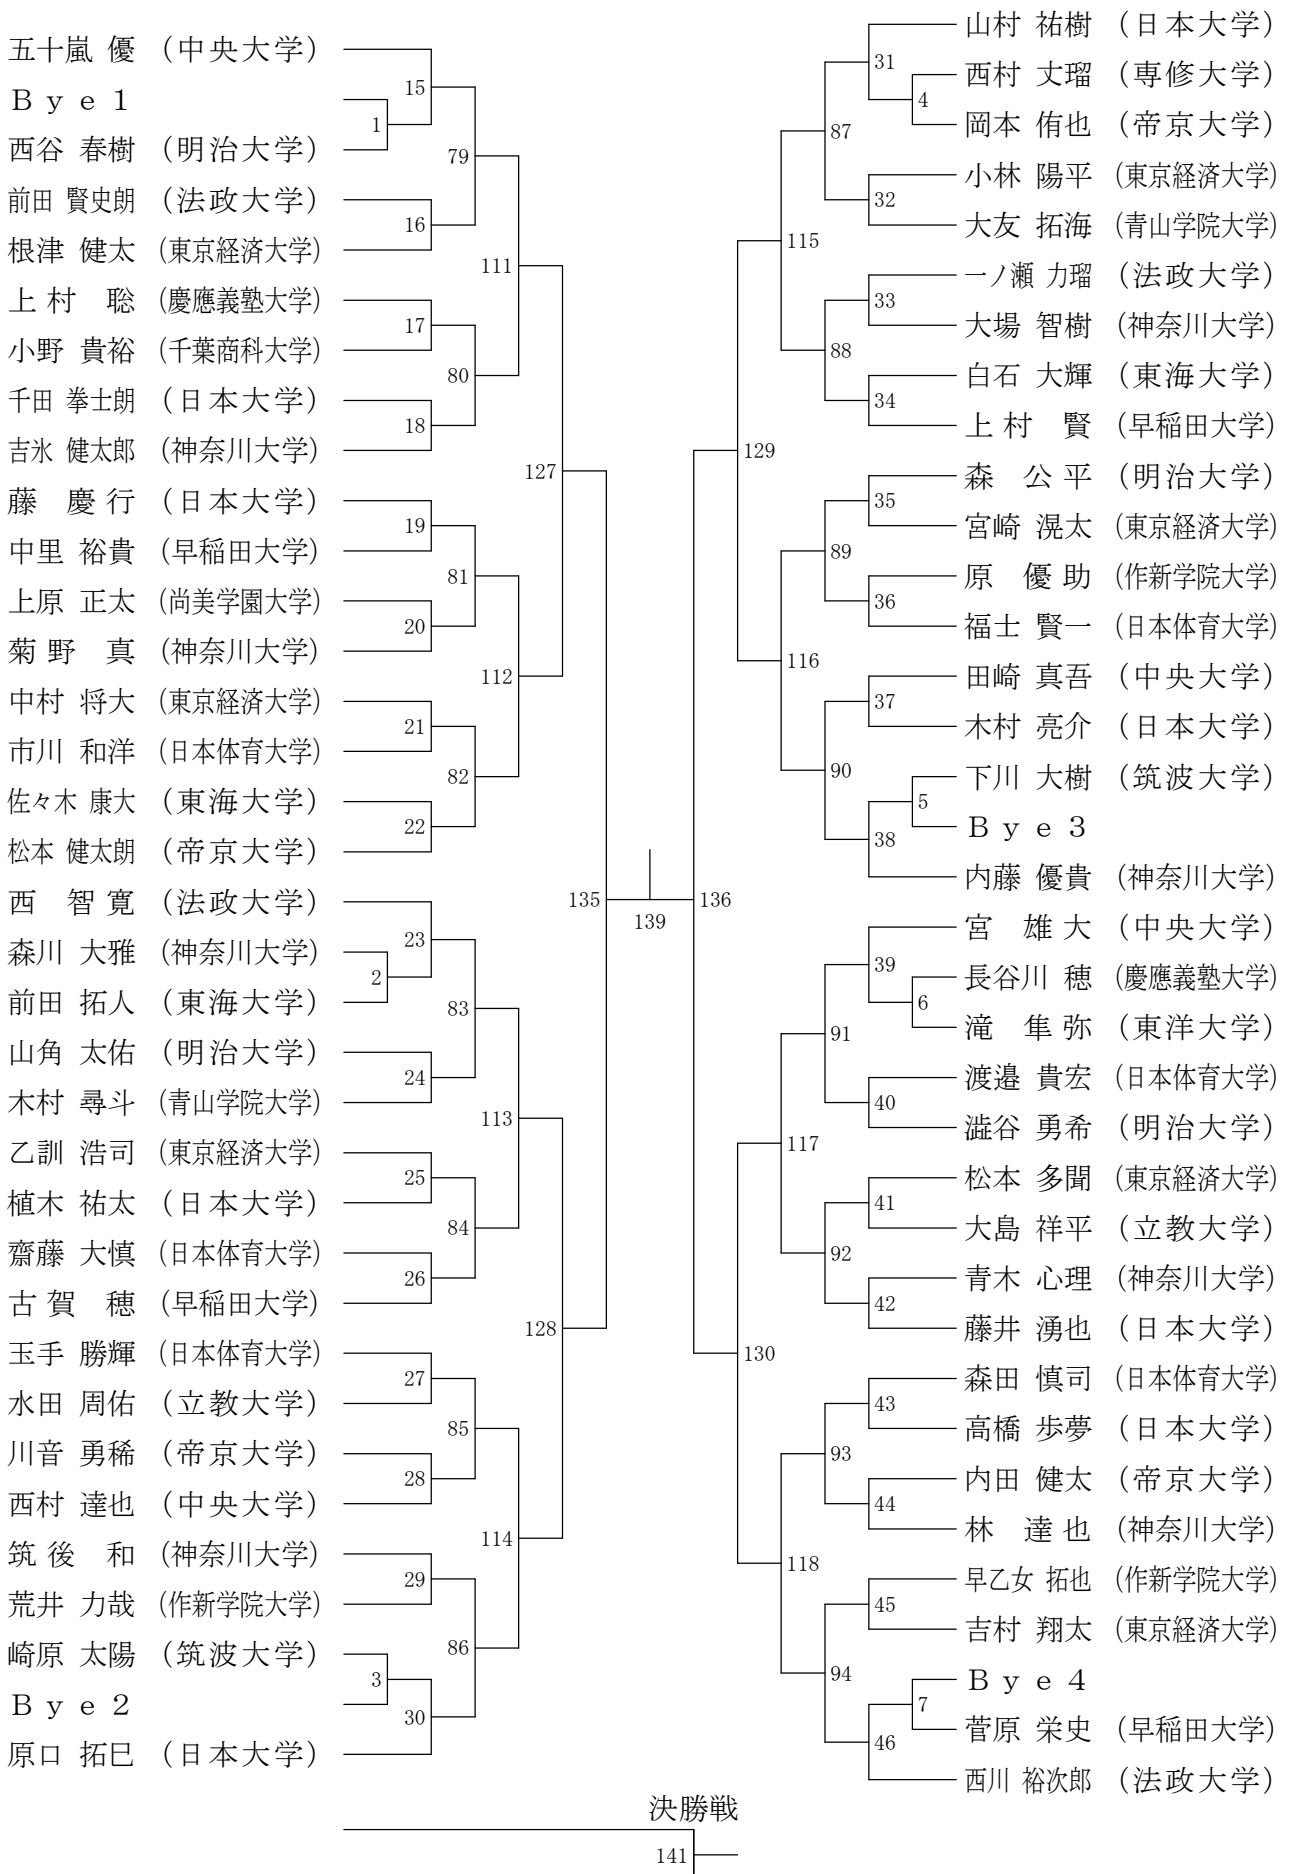 五十嵐 優 （中央大学）
Ｂｙｅ１
西谷 春樹 （明治大学）
前田 賢史朗 （法政大学）
根津 健太 （東京経済大学）
上村 聡 （慶應義塾大学）
小野 貴裕 （千葉商科大学）
千田 拳士朗 （日本大学）
吉氷 健太郎 （神奈川大学）
藤 慶行 （日本大学）
中里 裕貴 （早稲田大学）
上原 正太 （尚美学園大学）
菊野 真 （神奈川大学）
中村 将大 （東京経済大学）
市川 和洋 （日本体育大学）
佐々木 康大 （東海大学）
松本 健太朗 （帝京大学）
西 智寛 （法政大学）
森川 大雅 （神奈川大学）
前田 拓人 （東海大学）
山角 太佑 （明治大学）
木村 尋斗 （青山学院大学）
乙訓 浩司 （東京経済大学）
植木 祐太 （日本大学）
齋藤 大慎 （日本体育大学）
古賀 穂 （早稲田大学）
玉手 勝輝 （日本体育大学）
水田 周佑 （立教大学）
川音 勇稀 （帝京大学）
西村 達也 （中央大学）
筑後 和 （神奈川大学）
荒井 力哉 （作新学院大学）
崎原 太陽 （筑波大学）
Ｂｙｅ２
原口 拓巳 （日本大学）
1
2
3
15
16
17
18
19
20
21
22
23
24
25
26
27
28
29
30
79
80
81
82
83
84
85
86
111
112
113
114
127
128
135
139
136
129
130
115
116
117
118
87
88
89
90
91
92
93
94
31
32
33
34
35
36
37
38
39
40
41
42
43
44
45
46
4
5
6
7
山村 祐樹 （日本大学）
西村 丈瑠 （専修大学）
岡本 侑也 （帝京大学）
小林 陽平 （東京経済大学）
大友 拓海 （青山学院大学）
一ノ瀬 力瑠 （法政大学）
大場 智樹 （神奈川大学）
白石 大輝 （東海大学）
上村 賢 （早稲田大学）
森 公平 （明治大学）
宮崎 滉太 （東京経済大学）
原 優助 （作新学院大学）
福士 賢一 （日本体育大学）
田崎 真吾 （中央大学）
木村 亮介 （日本大学）
下川 大樹 （筑波大学）
Ｂｙｅ３
内藤 優貴 （神奈川大学）
宮 雄大 （中央大学）
長谷川 穂 （慶應義塾大学）
滝 隼弥 （東洋大学）
渡邉 貴宏 （日本体育大学）
澁谷 勇希 （明治大学）
松本 多聞 （東京経済大学）
大島 祥平 （立教大学）
青木 心理 （神奈川大学）
藤井 湧也 （日本大学）
森田 慎司 （日本体育大学）
高橋 歩夢 （日本大学）
内田 健太 （帝京大学）
林 達也 （神奈川大学）
早乙女 拓也 （作新学院大学）
吉村 翔太 （東京経済大学）
Ｂｙｅ４
菅原 栄史 （早稲田大学）
西川 裕次郎 （法政大学）
決勝戦
141